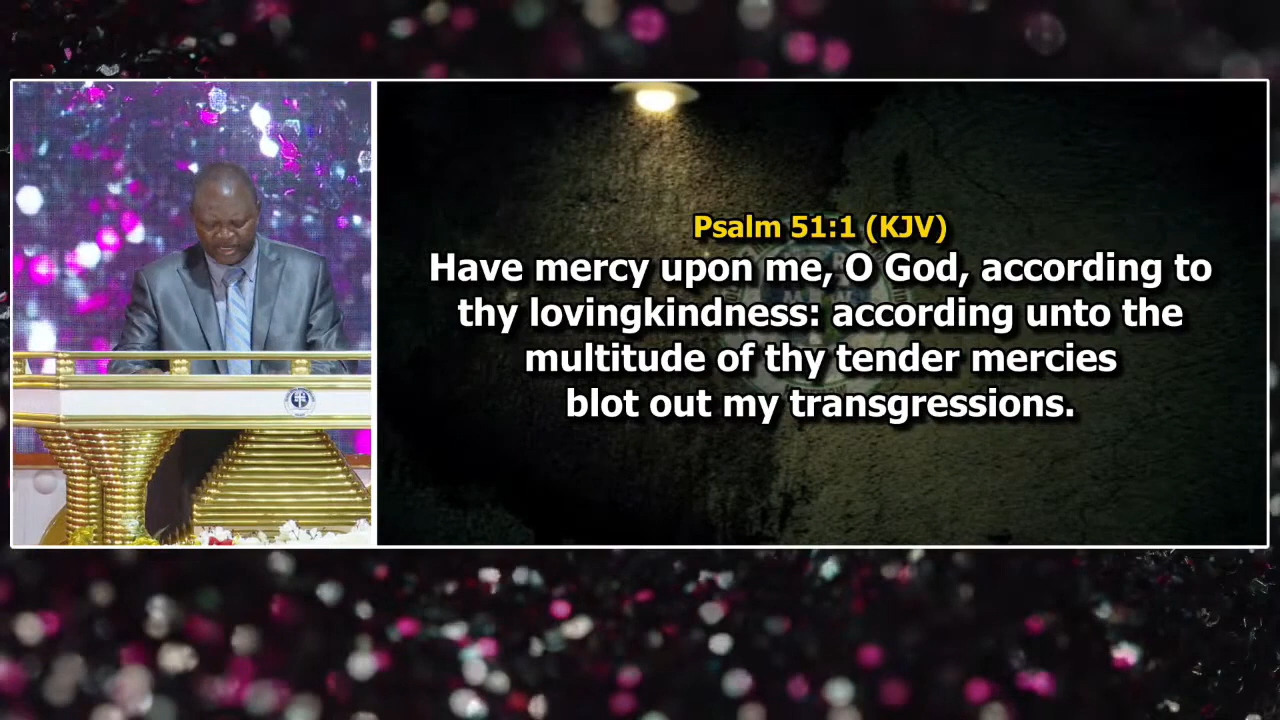 Psalm 51:1 (KJV)
Have mercy upon me, O God, according to
thy lovingkindness: according unto the
multitude of thy tender mercies
blot out my transgressions.